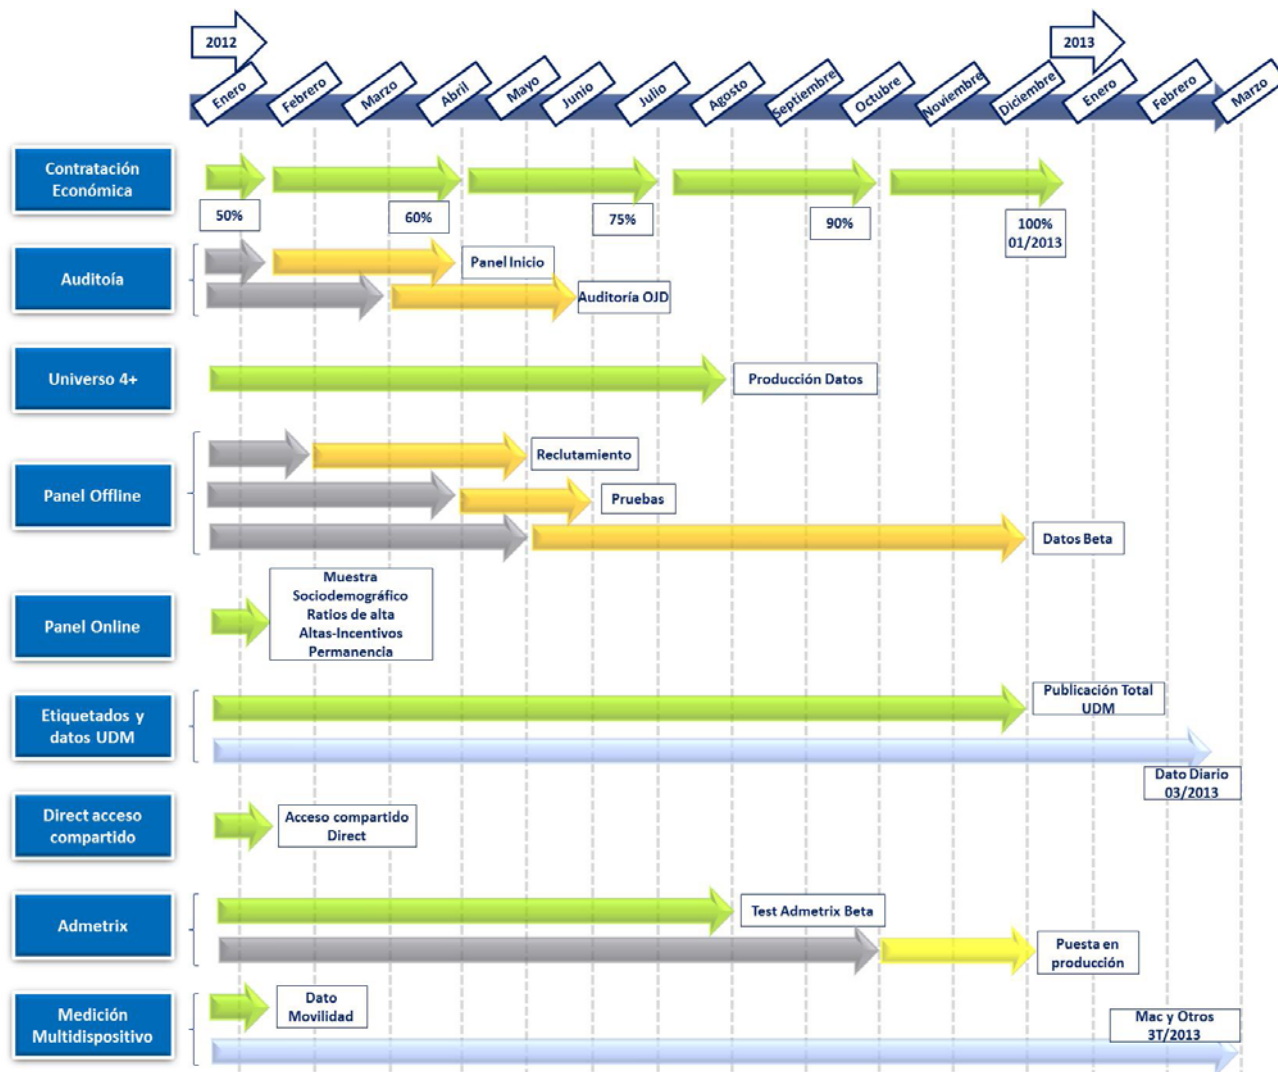 2012
2013
Enero
Febrero
Marzo
Abril
Mayo
Junio
Julio
Agosto
Septiembre
Octubre
Noviembre
Diciembre
Enero
Febrero
Marzo
Contratación
Económica
50%
60%
75%
90%
100%
01/2013
Auditoía
Panel Inicio
Auditoría OJD
Universo 4+
Producción Datos
Panel Offline
Reclutamiento
Pruebas
Datos Beta
Panel Online
Muestra
Sociodemográfico
Ratios de alta
Altas-Incentivos
Permanencia
Etiquetados y
datos UDM
Publicación Total
UDM
Dato Diario
03/2013
Direct acceso
compartido
Acceso compartido
Direct
Admetrix
Test Admetrix Beta
Puesta en
producción
Medición
Multidispositivo
Dato
Movilidad
Mac y Otros
3T/2013